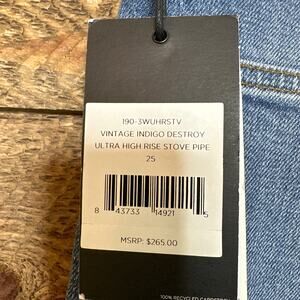 190-3WUHRSTV
VINTAGE INDIGO DESTROY
ULTRA HIGH RISE STOVE PIPE
25
8 43733 14921 5
MSRP: $265.00
100% RECYCLED